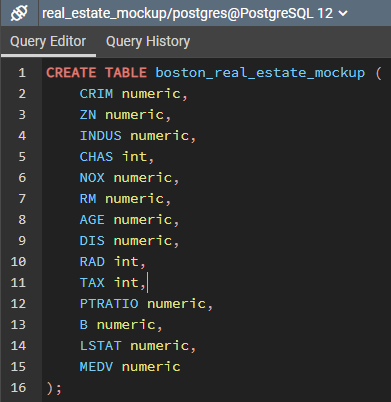 real_estate_mockup/postgres@PostgreSQL 12
Query Editor Query History
1 CREATE TABLE boston_real_estate_mockup (
2 CRIM numeric,
3 ZN numeric,
4 INDUS numeric,
5 CHAS int,
6 NOX numeric,
7 RM numeric,
8 AGE numeric,
9 DIS numeric,
10 RAD int,
11 TAX int,
12 PTRATIO numeric,
13 B numeric,
14 LSTAT numeric,
15 MEDV numeric
16 );